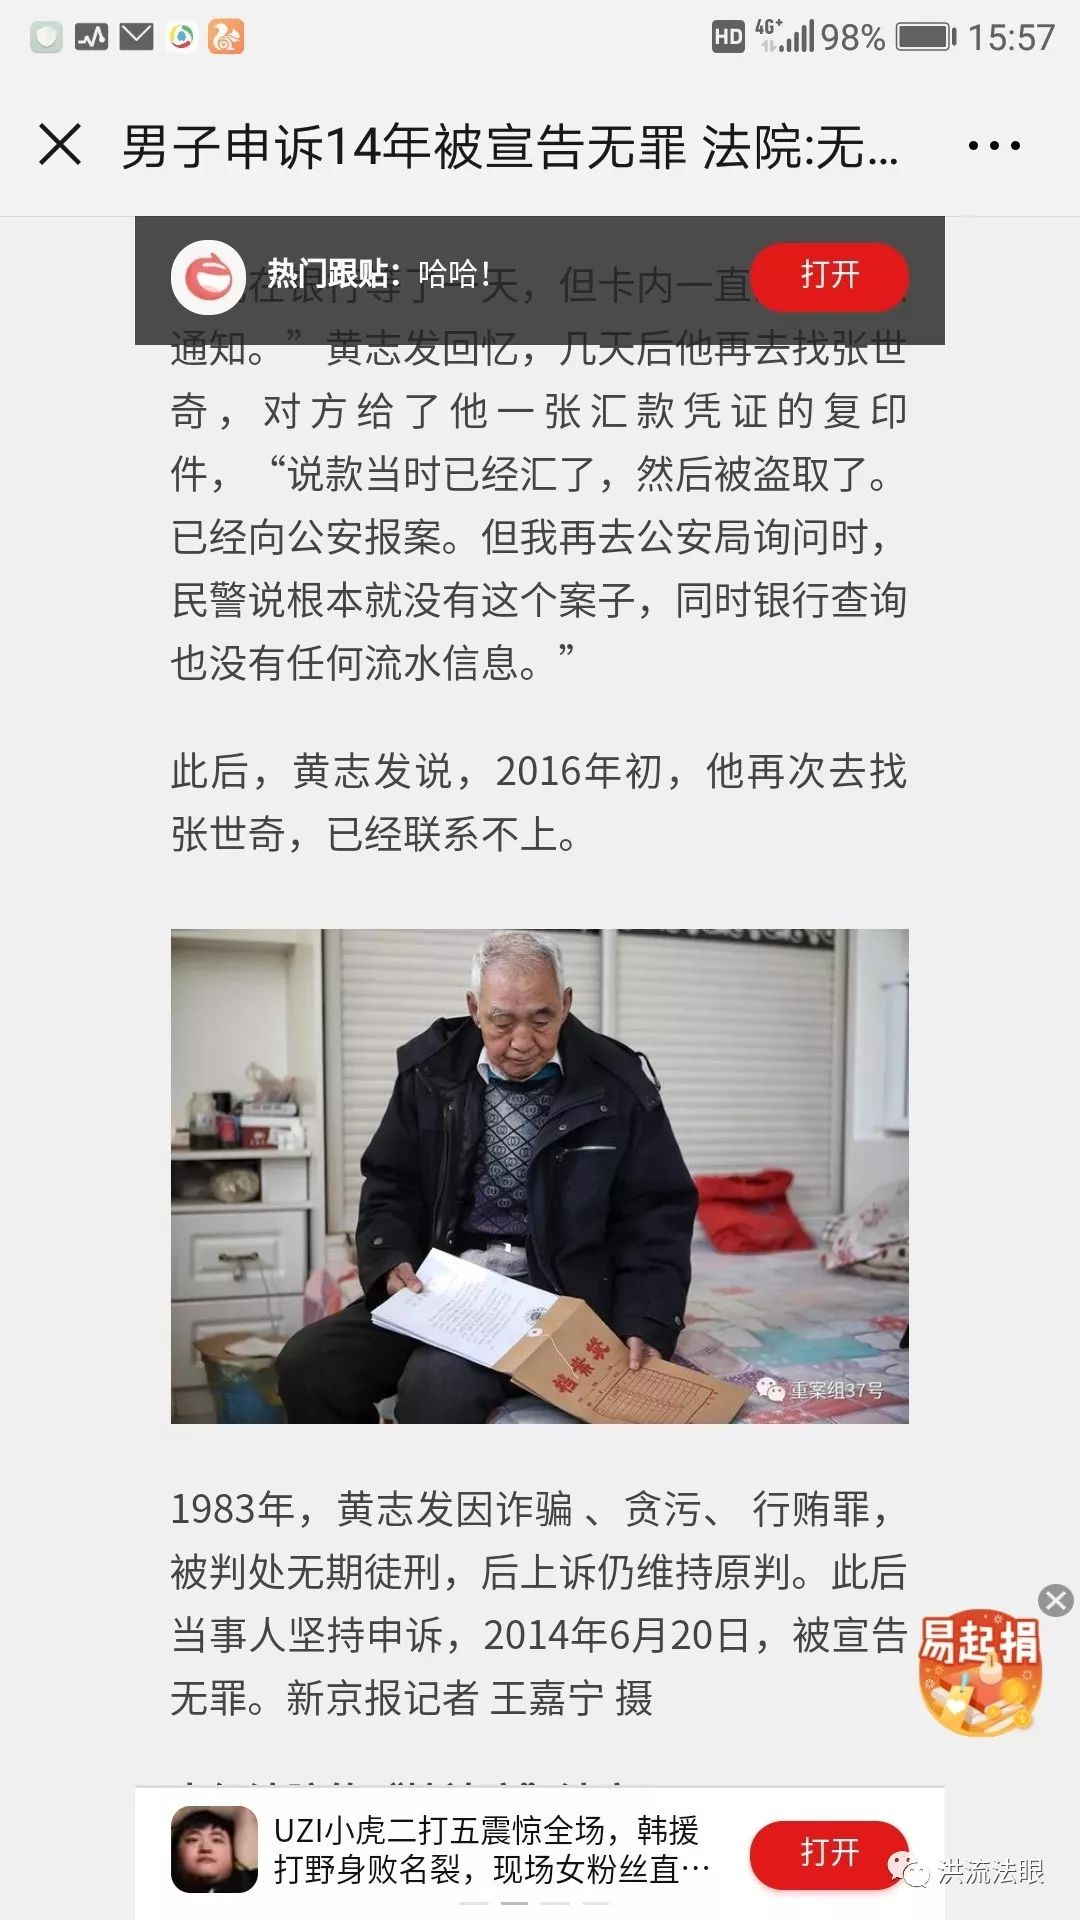 HD 4G+ 98% 15:57
男子申诉14年被宣告无罪 法院:无...
热门跟贴：哈哈！
打开
在银行等了一天，但卡内一直
通知。”黄志发回忆，几天后他再去找张世
奇，对方给了他一张汇款凭证的复印
件，“说款当时已经汇了，然后被盗取了。
已经向公安报案。但我再去公安局询问时，
民警说根本就没有这个案子，同时银行查询
也没有任何流水信息。”
此后，黄志发说，2016年初，他再次去找
张世奇，已经联系不上。
档案袋
重案组37号
1983年，黄志发因诈骗 、贪污、 行贿罪，
被判处无期徒刑，后上诉仍维持原判。此后
当事人坚持申诉，2014年6月20日，被宣告
无罪。新京报记者 王嘉宁 摄
易起捐
UZI小虎二打五震惊全场，韩援
打野身败名裂，现场女粉丝直…
打开
洪流法眼